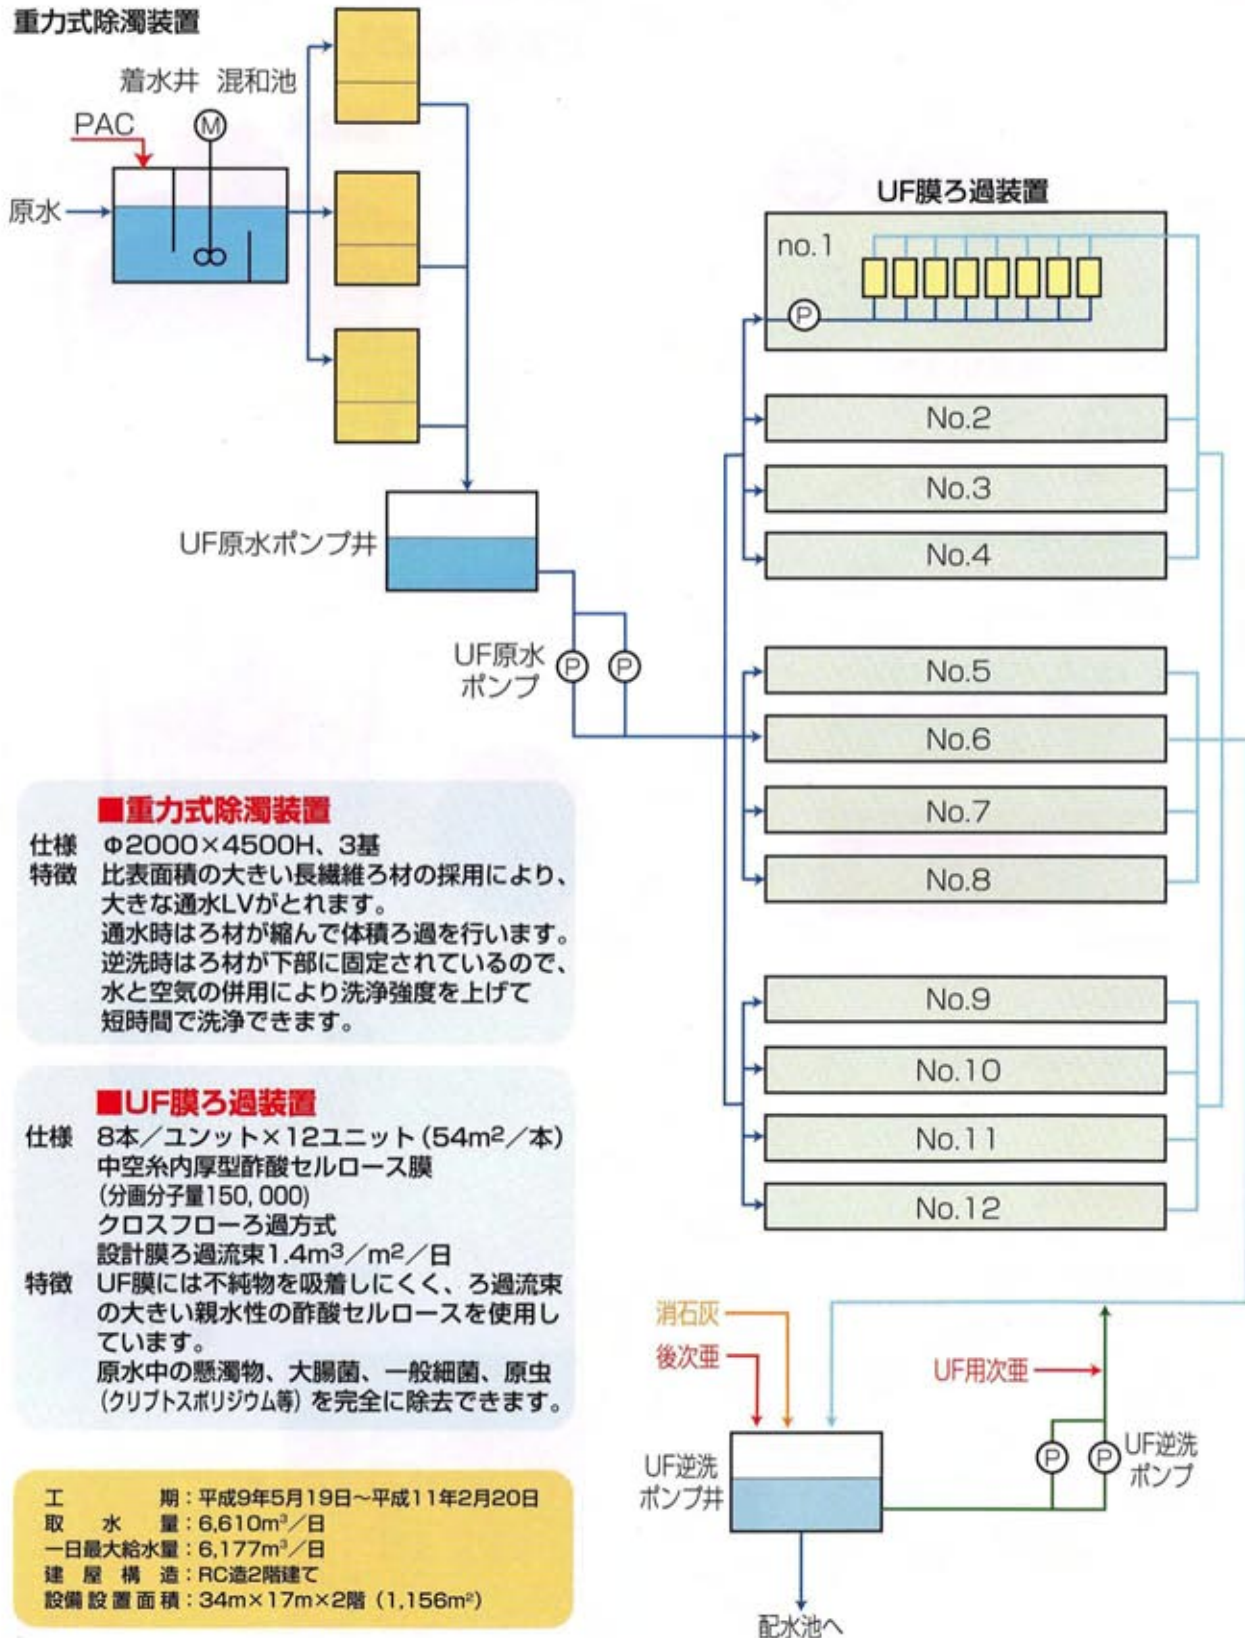 重力式除濁装置
着水井 混和池
PAC
M
原水
UF膜ろ過装置
no.1
P
No.2
No.3
No.4
UF原水ポンプ井
UF原水
ポンプ
P
P
No.5
No.6
No.7
No.8
No.9
No.10
No.11
No.12
■重力式除濁装置
仕様 Φ2000×4500H、3基
特徴 比表面積の大きい長繊維ろ材の採用により、
大きな通水LVがとれます。
通水時はろ材が縮んで体積ろ過を行います。
逆洗時はろ材が下部に固定されているので、
水と空気の併用により洗浄強度を上げて
短時間で洗浄できます。
■UF膜ろ過装置
仕様 8本/ユンット×12ユニット(54m²/本)
中空糸内厚型酢酸セルロース膜
(分画分子量150,000)
クロスフローろ過方式
設計膜ろ過流束1.4m³/m²/日
特徴 UF膜には不純物を吸着しにくく、ろ過流束
の大きい親水性の酢酸セルロースを使用し
ています。
原水中の懸濁物、大腸菌、一般細菌、原虫
(クリプトスポリジウム等)を完全に除去できます。
工期:平成9年5月19日~平成11年2月20日
取水量:6,610m³/日
一日最大給水量:6,177m³/日
建屋構造:RC造2階建て
設備設置面積:34m×17m×2階(1,156m²)
消石灰
後次亜
UF用次亜
UF逆洗
ポンプ井
P
P
UF逆洗
ポンプ
配水池へ